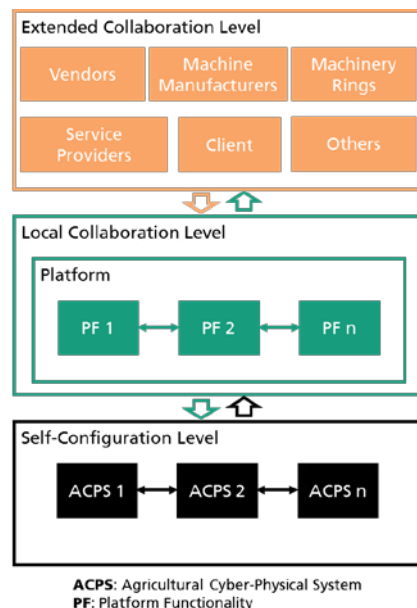 Extended Collaboration Level
Vendors
Machine
Manufacturers
Machinery
Rings
Service
Providers
Client
Others
Local Collaboration Level
Platform
PF 1
PF 2
PF n
Self-Configuration Level
ACPS 1
ACPS 2
ACPS n
ACPS: Agricultural Cyber-Physical System
PF: Platform Functionality